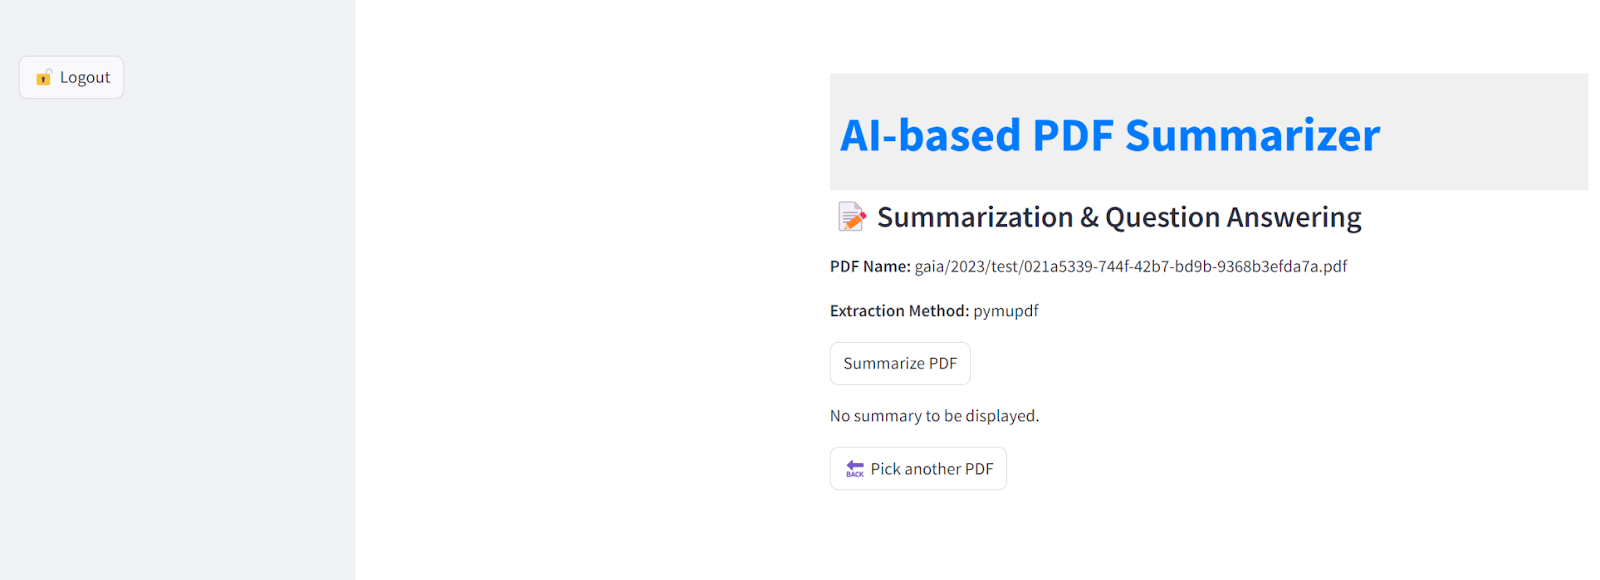 Logout
AI-based PDF Summarizer
Summarization & Question Answering
PDF Name: gaia/2023/test/021a5339-744f-42b7-bd9b-9368b3efda7a.pdf
Extraction Method: pymupdf
Summarize PDF
No summary to be displayed.
BACK Pick another PDF